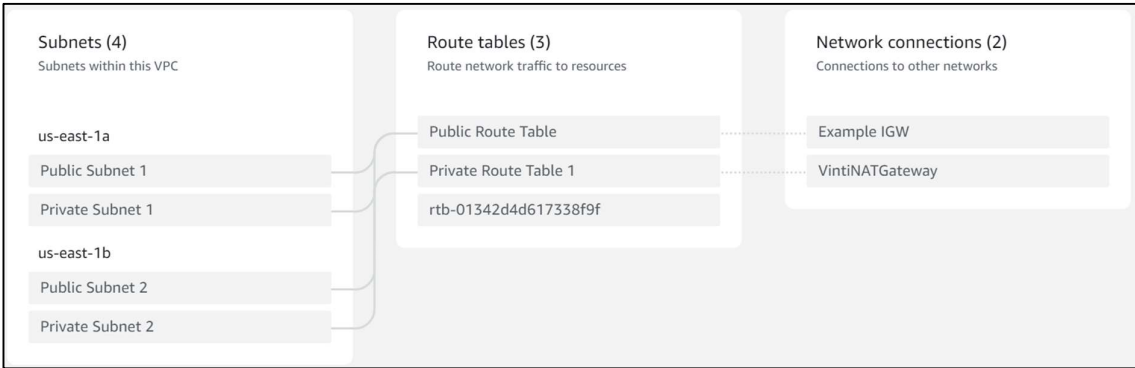 Subnets (4)
Subnets within this VPC
us-east-1a
Public Subnet 1
Private Subnet 1
us-east-1b
Public Subnet 2
Private Subnet 2
Route tables (3)
Route network traffic to resources
Public Route Table
Private Route Table 1
rtb-01342d4d617338f9f
Network connections (2)
Connections to other networks
Example IGW
VintiNATGateway